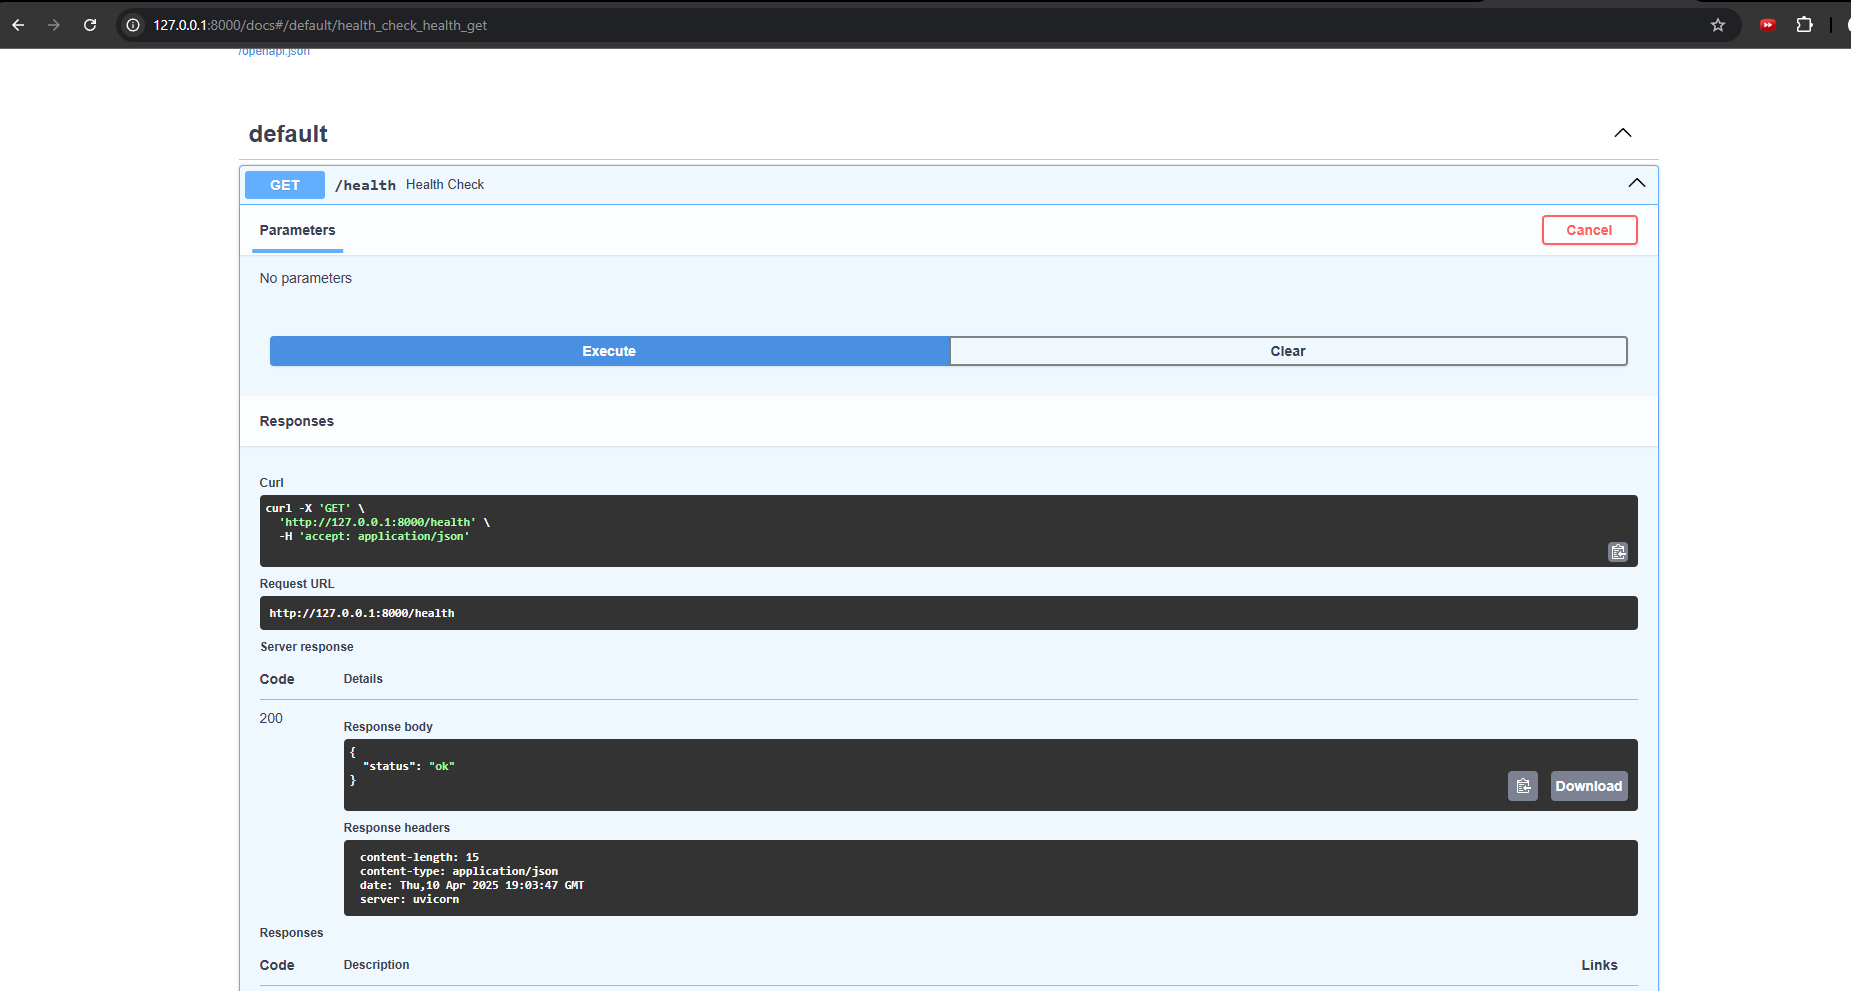 127.0.0.1:8000/docs#/default/health_check_health_get
/openapi.json
default
GET /health Health Check
Parameters
Cancel
No parameters
Execute
Clear
Responses
Curl
curl -X 'GET' \
'http://127.0.0.1:8000/health' \
-H 'accept: application/json'
Request URL
http://127.0.0.1:8000/health
Server response
Code Details
200
Response body
{
"status": "ok"
}
Download
Response headers
content-length: 15
content-type: application/json
date: Thu,10 Apr 2025 19:03:47 GMT
server: uvicorn
Responses
Code Description Links